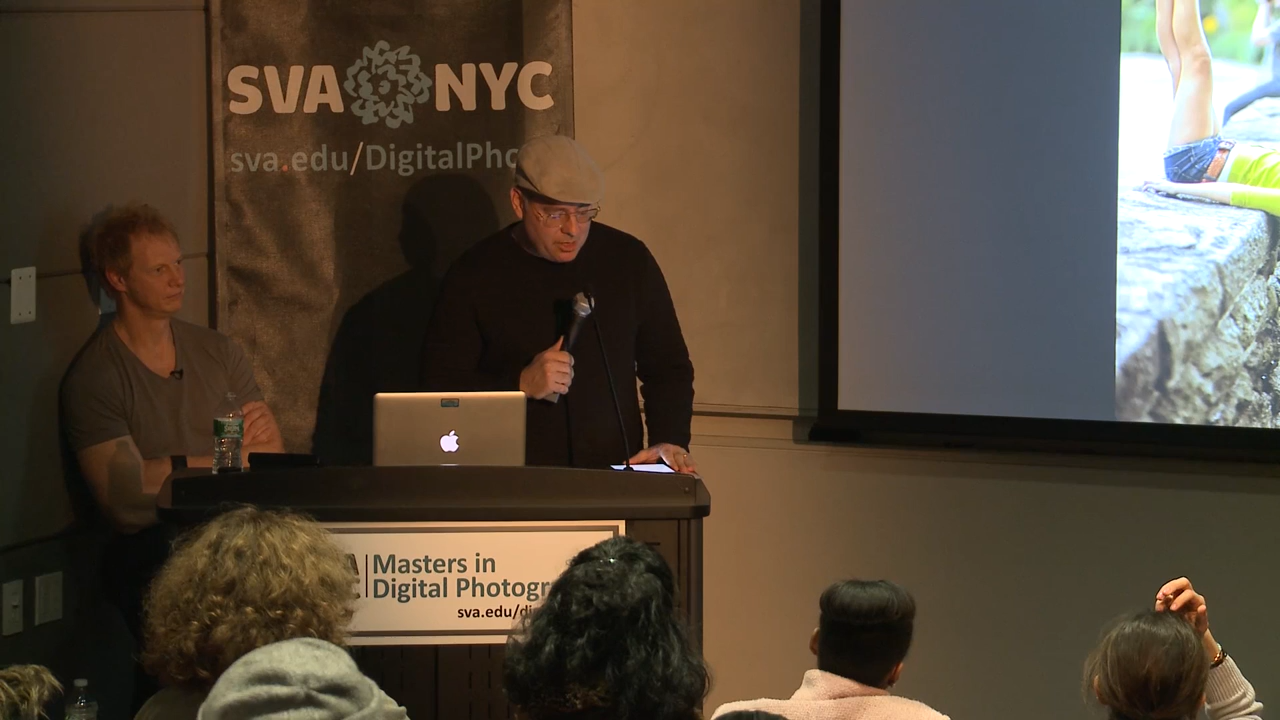 SVA NYC
sva.edu/DigitalPho
Masters in
Digital Photogr
sva.edu/di